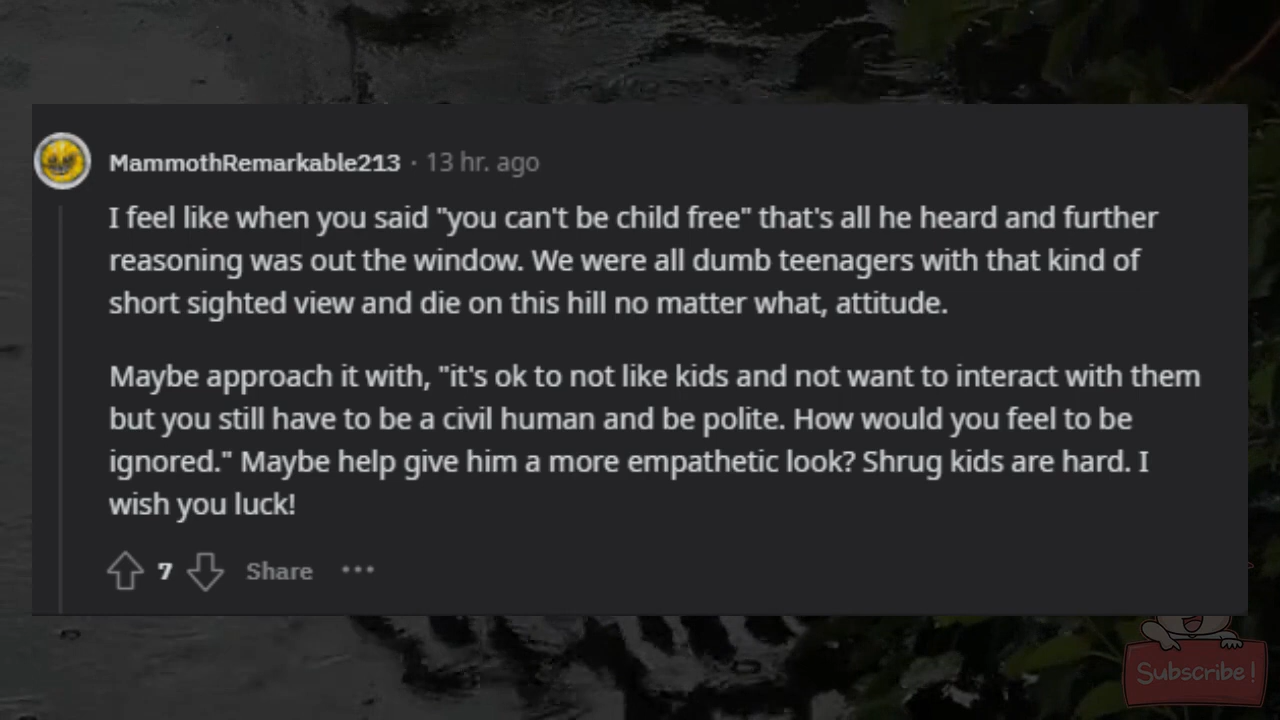 MammothRemarkable213 · 13 hr. ago
I feel like when you said "you can't be child free" that's all he heard and further
reasoning was out the window. We were all dumb teenagers with that kind of
short sighted view and die on this hill no matter what, attitude.
Maybe approach it with, "it's ok to not like kids and not want to interact with them
but you still have to be a civil human and be polite. How would you feel to be
ignored." Maybe help give him a more empathetic look? Shrug kids are hard. I
wish you luck!
7 Share ···
Subscribe!